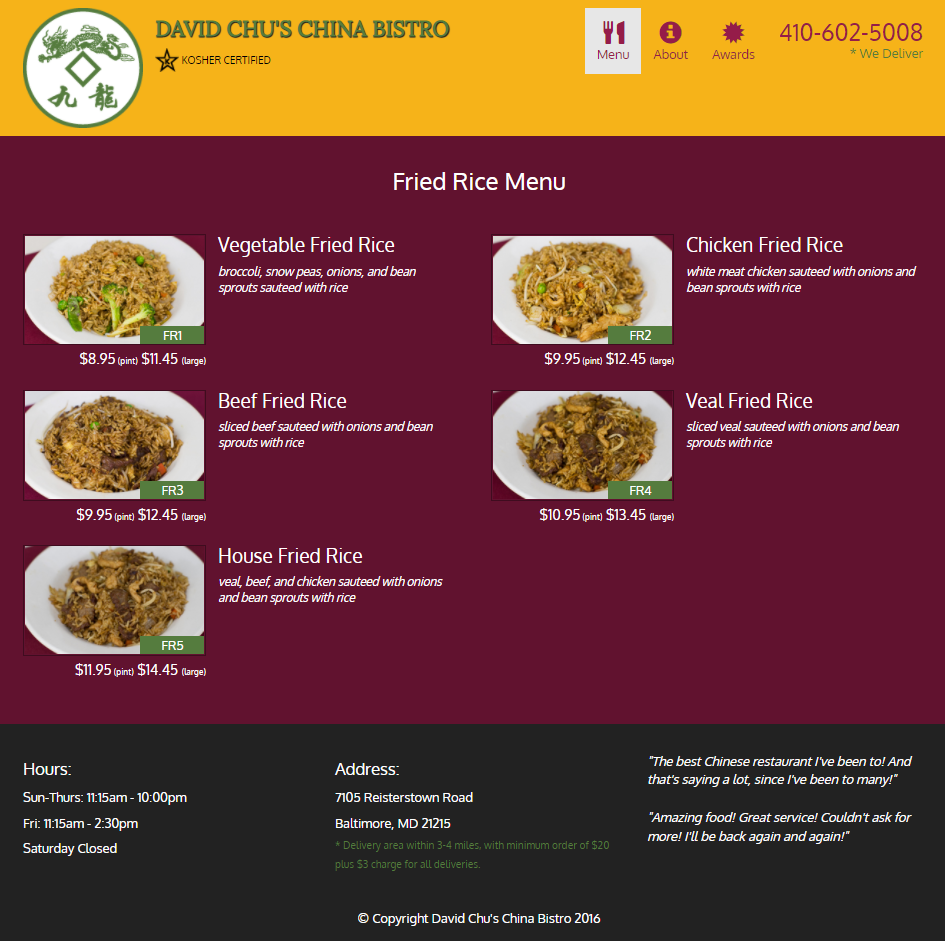 九龍
DAVID CHU'S CHINA BISTRO
KOSHER CERTIFIED
Menu
About
Awards
410-602-5008
* We Deliver
Fried Rice Menu
FR1
$8.95 (pint) $11.45 (large)
Vegetable Fried Rice
broccoli, snow peas, onions, and bean
sprouts sauteed with rice
FR2
$9.95 (pint) $12.45 (large)
Chicken Fried Rice
white meat chicken sauteed with onions and
bean sprouts with rice
FR3
$9.95 (pint) $12.45 (large)
Beef Fried Rice
sliced beef sauteed with onions and bean
sprouts with rice
FR4
$10.95 (pint) $13.45 (large)
Veal Fried Rice
sliced veal sauteed with onions and bean
sprouts with rice
FR5
$11.95 (pint) $14.45 (large)
House Fried Rice
veal, beef, and chicken sauteed with onions
and bean sprouts with rice
Hours:
Sun-Thurs: 11:15am - 10:00pm
Fri: 11:15am - 2:30pm
Saturday Closed
Address:
7105 Reisterstown Road
Baltimore, MD 21215
* Delivery area within 3-4 miles, with minimum order of $20
plus $3 charge for all deliveries.
"The best Chinese restaurant I've been to! And
that's saying a lot, since I've been to many!"
"Amazing food! Great service! Couldn't ask for
more! I'll be back again and again!"
© Copyright David Chu's China Bistro 2016